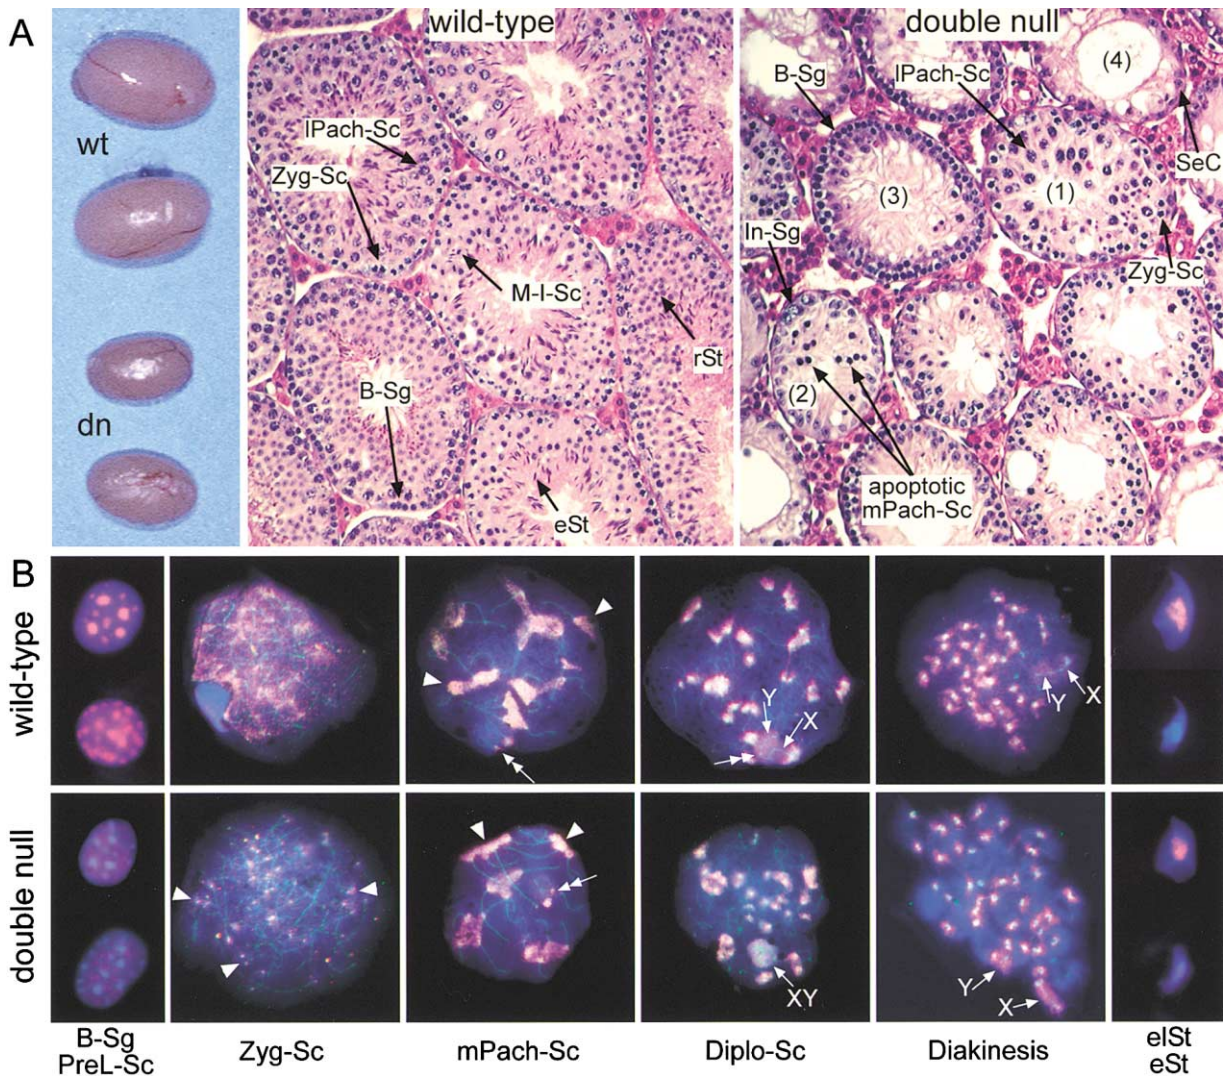 A
wt
dn
wild-type
lPach-Sc
Zyg-Sc
M-I-Sc
rSt
B-Sg
eSt
double null
B-Sg
lPach-Sc
(4)
SeC
(3)
(1)
In-Sg
Zyg-Sc
(2)
apoptotic
mPach-Sc
B
wild-type
Y
X
Y
X
double null
XY
Y
X
B-Sg
PreL-Sc
Zyg-Sc
mPach-Sc
Diplo-Sc
Diakinesis
elSt
eSt